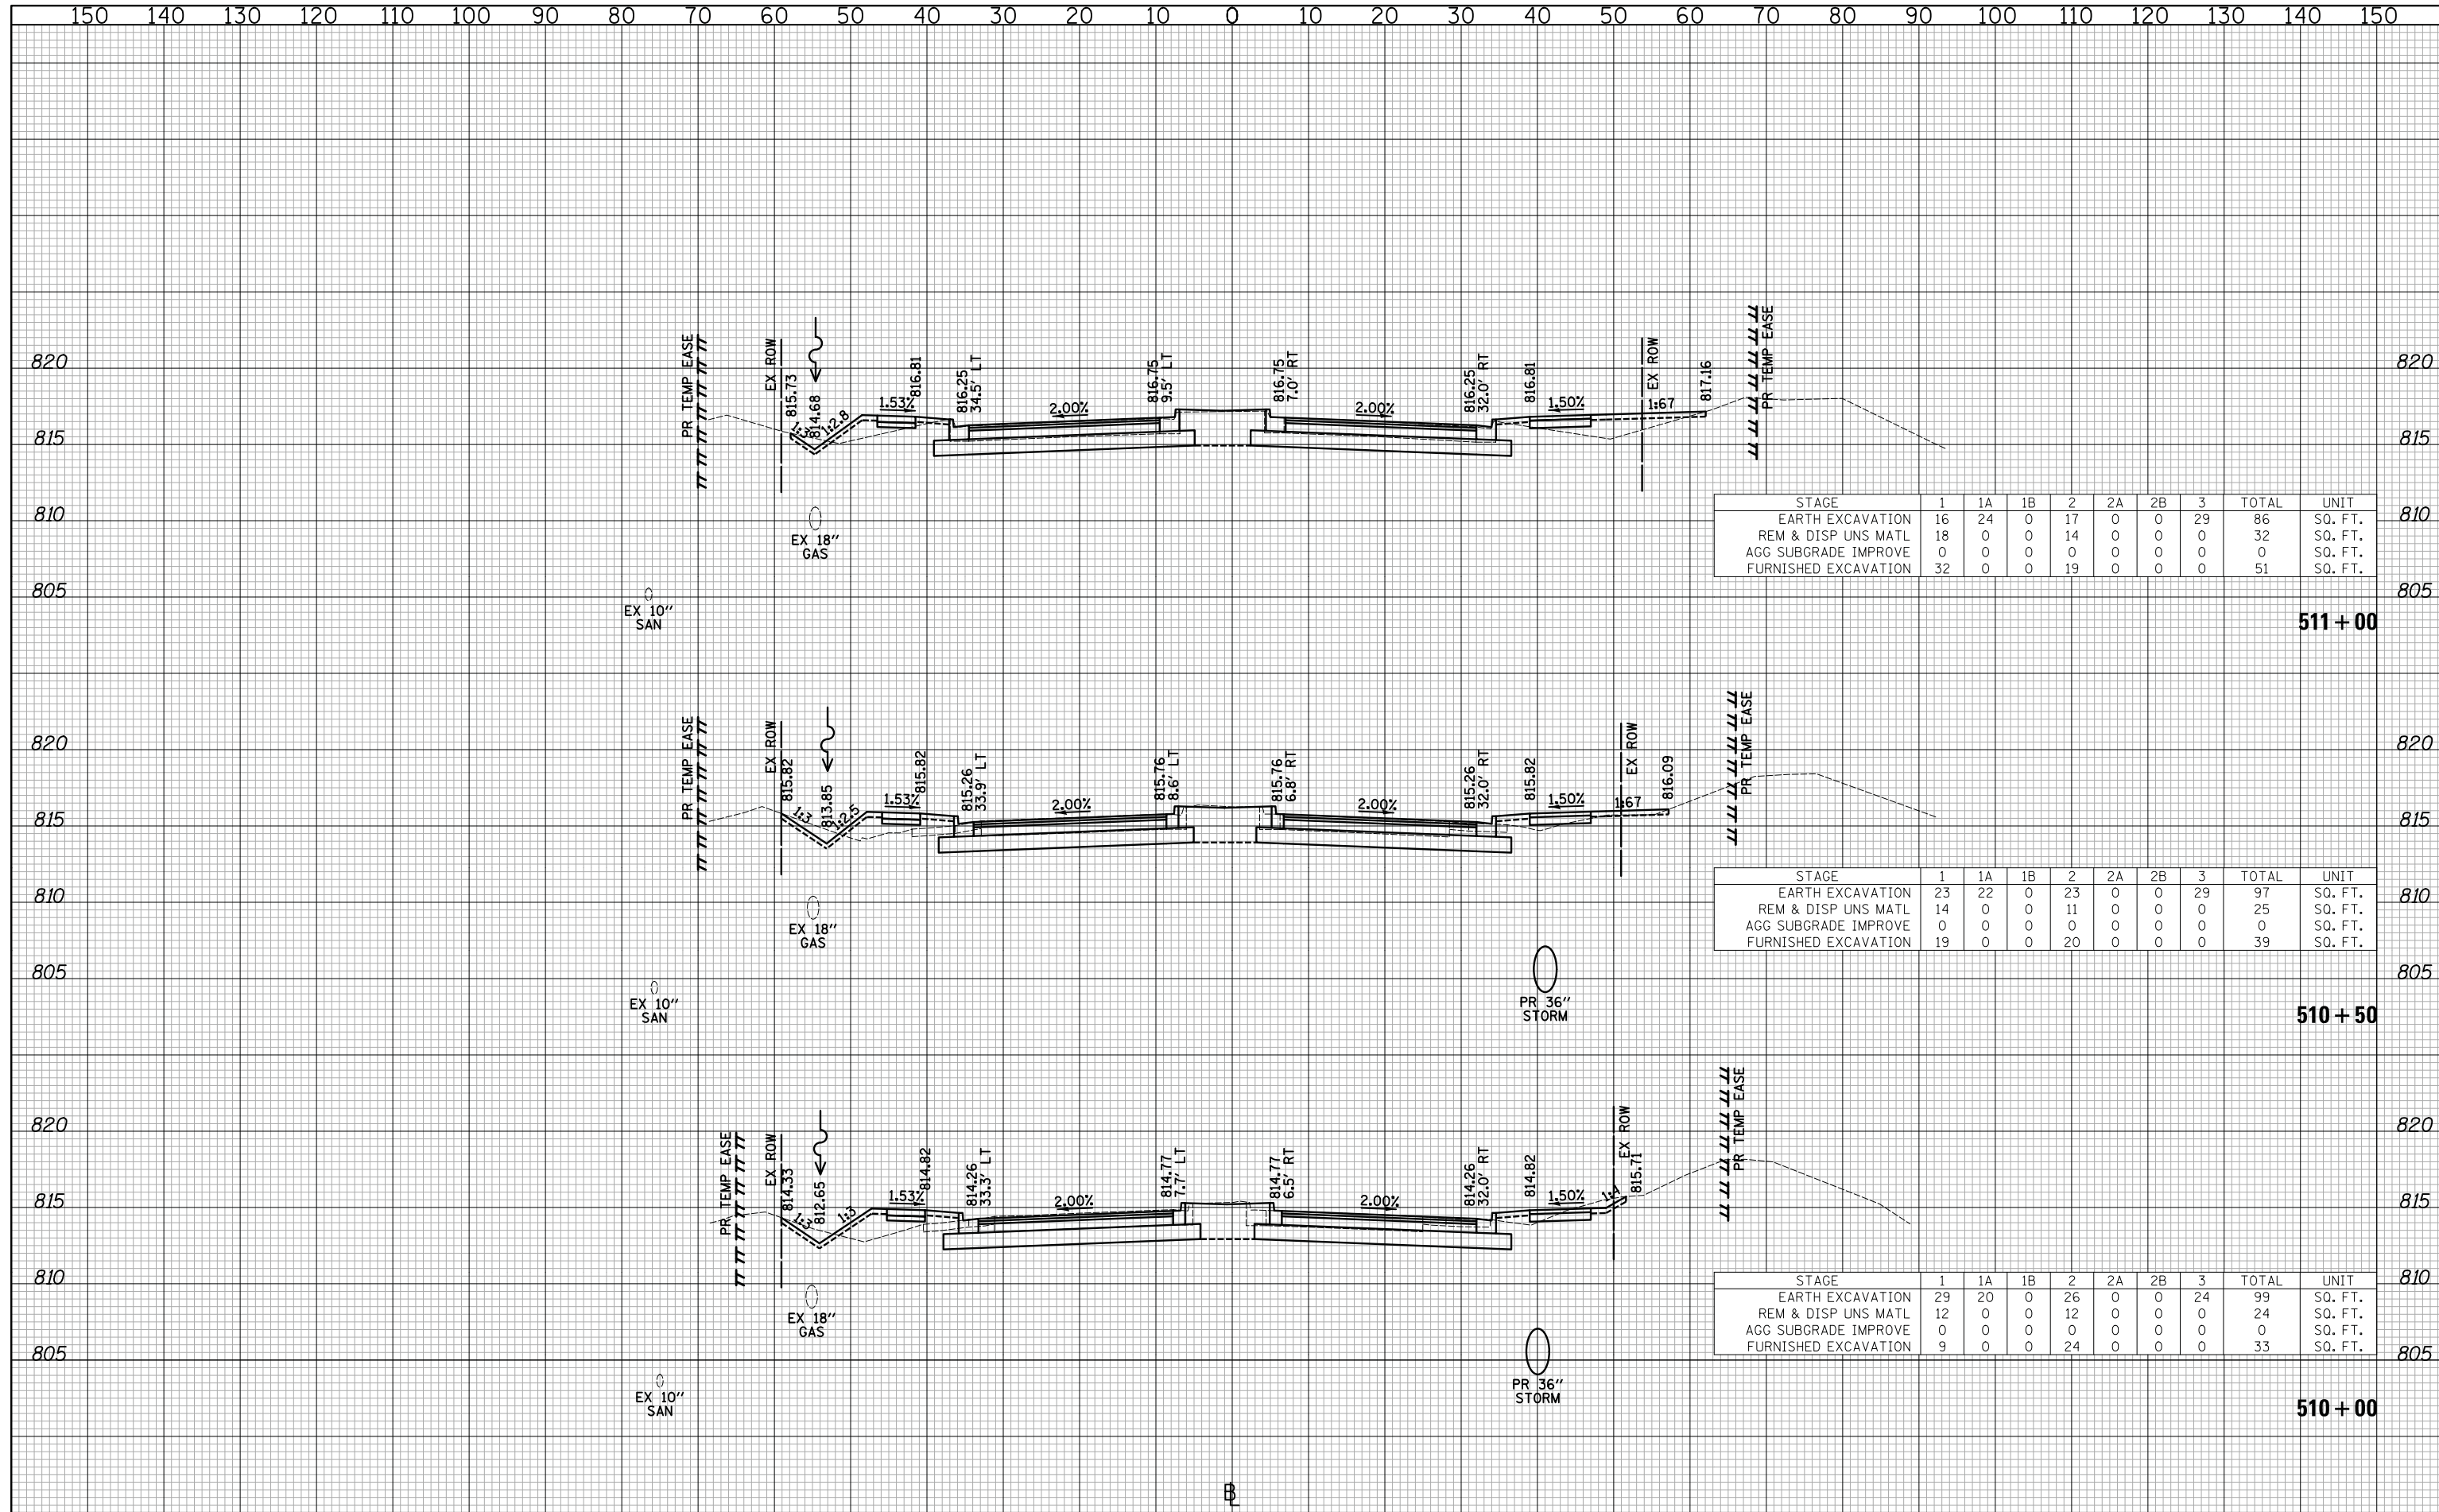 150 140 130 120 110 100 90 80 70 60 50 40 30 20 10 0 10 20 30 40 50 60 70 80 90 100 110 120 130 140 150
820 820
815 815
810 810
805 805
PR TEMP EASE
EX ROW
815.73
814.68
1:3
1:2.8
1.53%
816.81
816.25
34.5' LT
2.00%
816.75
9.5' LT
816.75
7.0' RT
2.00%
816.25
32.0' RT
816.81
1.50%
EX ROW
1:67
817.16
PR TEMP EASE
EX 18"
GAS
EX 10"
SAN
STAGE 1 1A 1B 2 2A 2B 3 TOTAL UNIT
EARTH EXCAVATION 16 24 0 17 0 0 29 86 SQ. FT.
REM & DISP UNS MATL 18 0 0 14 0 0 0 32 SQ. FT.
AGG SUBGRADE IMPROVE 0 0 0 0 0 0 0 0 SQ. FT.
FURNISHED EXCAVATION 32 0 0 19 0 0 0 51 SQ. FT.
511+00
820 820
815 815
810 810
805 805
PR TEMP EASE
EX ROW
815.82
1:3
813.85
1:2.5
1.53%
815.82
815.26
33.9' LT
2.00%
815.76
8.6' LT
815.76
6.8' RT
2.00%
815.26
32.0' RT
815.82
1.50%
EX ROW
1:67
816.09
PR TEMP EASE
EX 18"
GAS
EX 10"
SAN
PR 36"
STORM
STAGE 1 1A 1B 2 2A 2B 3 TOTAL UNIT
EARTH EXCAVATION 23 22 0 23 0 0 29 97 SQ. FT.
REM & DISP UNS MATL 14 0 0 11 0 0 0 25 SQ. FT.
AGG SUBGRADE IMPROVE 0 0 0 0 0 0 0 0 SQ. FT.
FURNISHED EXCAVATION 19 0 0 20 0 0 0 39 SQ. FT.
510+50
820 820
815 815
810 810
805 805
PR TEMP EASE
EX ROW
814.33
1:3
812.65
1:3
1.53%
814.82
814.26
33.3' LT
2.00%
814.77
7.7' LT
814.77
6.5' RT
2.00%
814.26
32.0' RT
814.82
1.50%
1:4
EX ROW
815.71
PR TEMP EASE
EX 18"
GAS
EX 10"
SAN
PR 36"
STORM
STAGE 1 1A 1B 2 2A 2B 3 TOTAL UNIT
EARTH EXCAVATION 29 20 0 26 0 0 24 99 SQ. FT.
REM & DISP UNS MATL 12 0 0 12 0 0 0 24 SQ. FT.
AGG SUBGRADE IMPROVE 0 0 0 0 0 0 0 0 SQ. FT.
FURNISHED EXCAVATION 9 0 0 24 0 0 0 33 SQ. FT.
510+00
BL